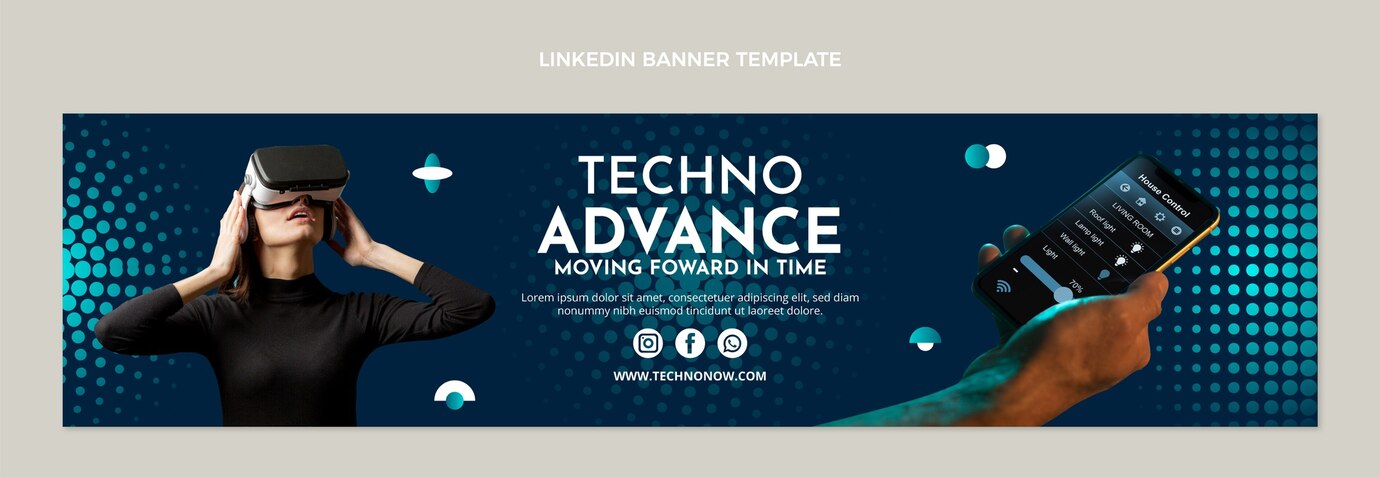 LINKEDIN BANNER TEMPLATE
TECHNO
ADVANCE
MOVING FOWARD IN TIME
Lorem ipsum dolor sit amet, consectetuer adipiscing elit, sed diam
nonummy nibh euismod tincidunt ut laoreet dolore.
WWW.TECHNONOW.COM
House Control
LIVING ROOM
Roof light
Lamp light
Wall light
Light
70%